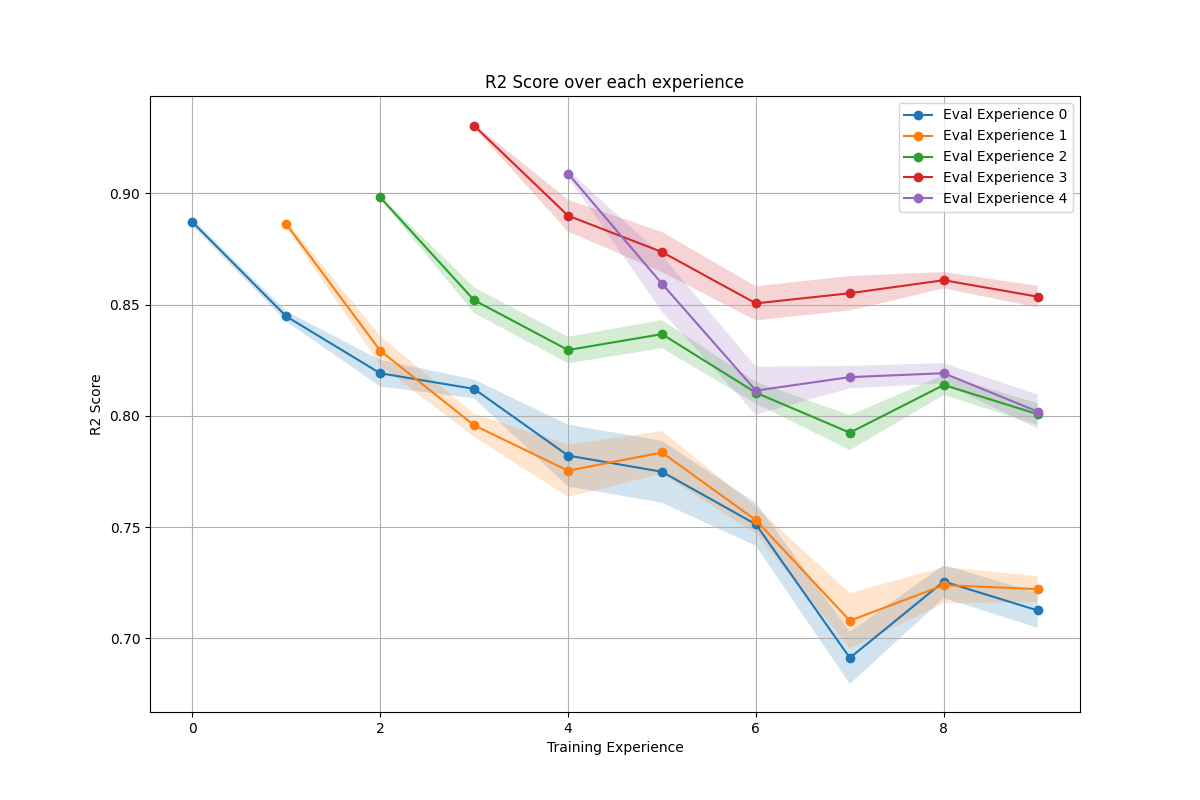 R2 Score over each experience
Eval Experience 0
Eval Experience 1
Eval Experience 2
Eval Experience 3
Eval Experience 4
R2 Score
0.90
0.85
0.80
0.75
0.70
0 2 4 6 8
Training Experience